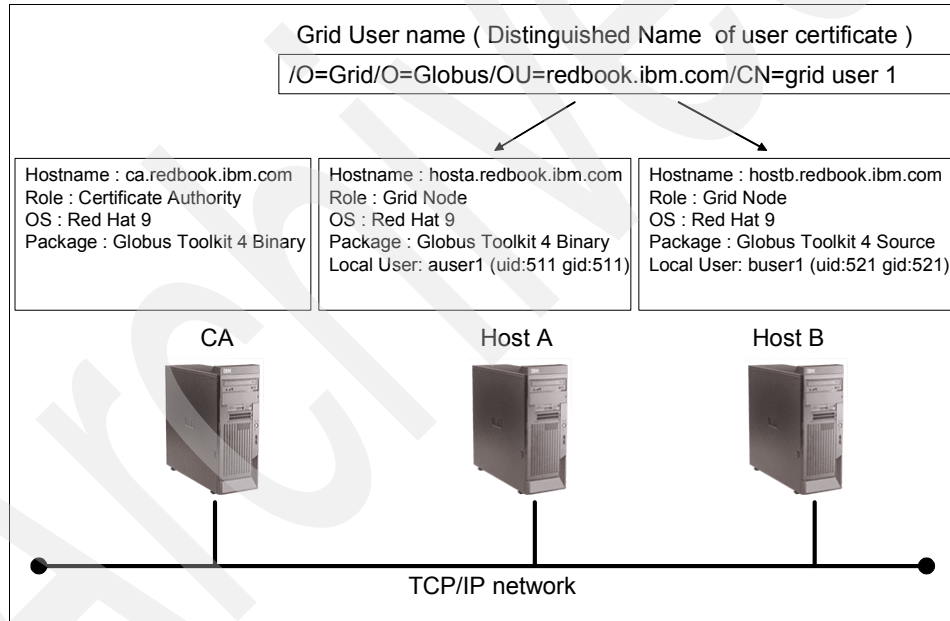 Grid User name ( Distinguished Name of user certificate )
/O=Grid/O=Globus/OU=redbook.ibm.com/CN=grid user 1
Hostname : ca.redbook.ibm.com
Role : Certificate Authority
OS : Red Hat 9
Package : Globus Toolkit 4 Binary
Hostname : hosta.redbook.ibm.com
Role : Grid Node
OS : Red Hat 9
Package : Globus Toolkit 4 Binary
Local User: auser1 (uid:511 gid:511)
Hostname : hostb.redbook.ibm.com
Role : Grid Node
OS : Red Hat 9
Package : Globus Toolkit 4 Source
Local User: buser1 (uid:521 gid:521)
CA
Host A
Host B
TCP/IP network